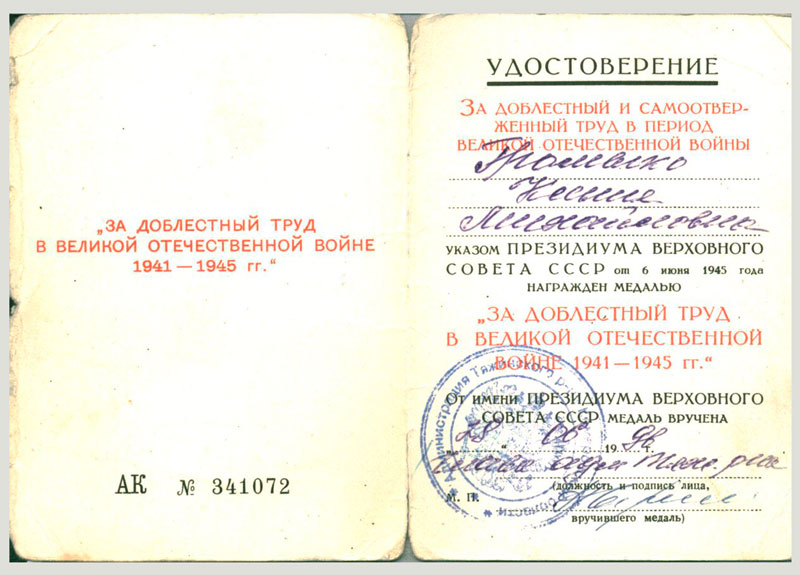 „ЗА ДОБЛЕСТНЫЙ ТРУД
В ВЕЛИКОЙ ОТЕЧЕСТВЕННОЙ ВОЙНЕ
1941 — 1945 гг.“
АК № 341072
УДОСТОВЕРЕНИЕ
ЗА ДОБЛЕСТНЫЙ И САМООТВЕР-
ЖЕННЫЙ ТРУД В ПЕРИОД
ВЕЛИКОЙ ОТЕЧЕСТВЕННОЙ ВОЙНЫ
Михайловна
УКАЗОМ ПРЕЗИДИУМА ВЕРХОВНОГО
СОВЕТА СССР от 6 июня 1945 года
НАГРАЖДЕН МЕДАЛЬЮ
„ЗА ДОБЛЕСТНЫЙ ТРУД
В ВЕЛИКОЙ ОТЕЧЕСТВЕННОЙ
ВОЙНЕ 1941 — 1945 гг.“
От имени ПРЕЗИДИУМА ВЕРХОВНОГО
СОВЕТА СССР МЕДАЛЬ ВРУЧЕНА
19 г.
(должность и подпись лица,
М. П.
вручившего медаль)
Администрация Тяжинского